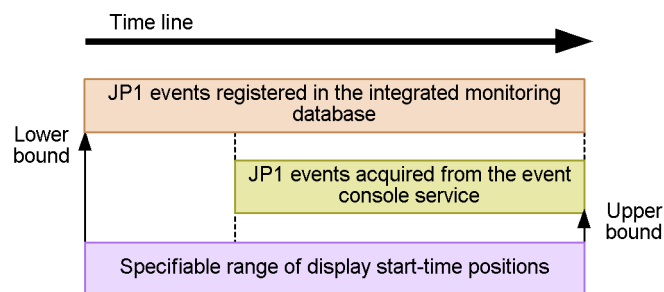 Time line
JP1 events registered in the integrated monitoring
database
Lower
bound
JP1 events acquired from the event
console service
Upper
bound
Specifiable range of display start-time positions